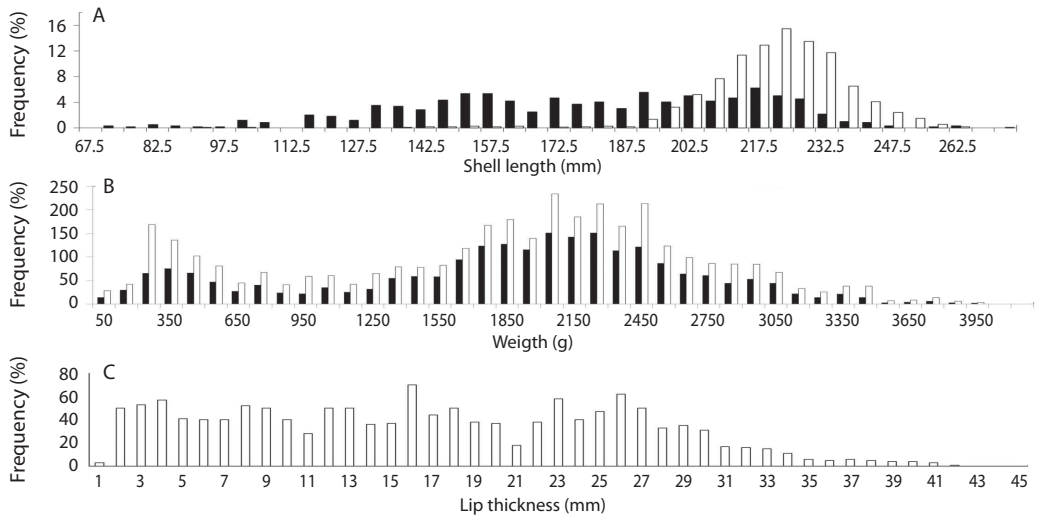 A
Frequency (%)
16
12
8
4
0
67.5 82.5 97.5 112.5 127.5 142.5 157.5 172.5 187.5 202.5 217.5 232.5 247.5 262.5
Shell length (mm)
B
Frequency (%)
250
200
150
100
50
0
50 350 650 950 1250 1550 1850 2150 2450 2750 3050 3350 3650 3950
Weigth (g)
C
Frequency (%)
80
60
40
20
0
1 3 5 7 9 11 13 15 17 19 21 23 25 27 29 31 33 35 37 39 41 43 45
Lip thickness (mm)